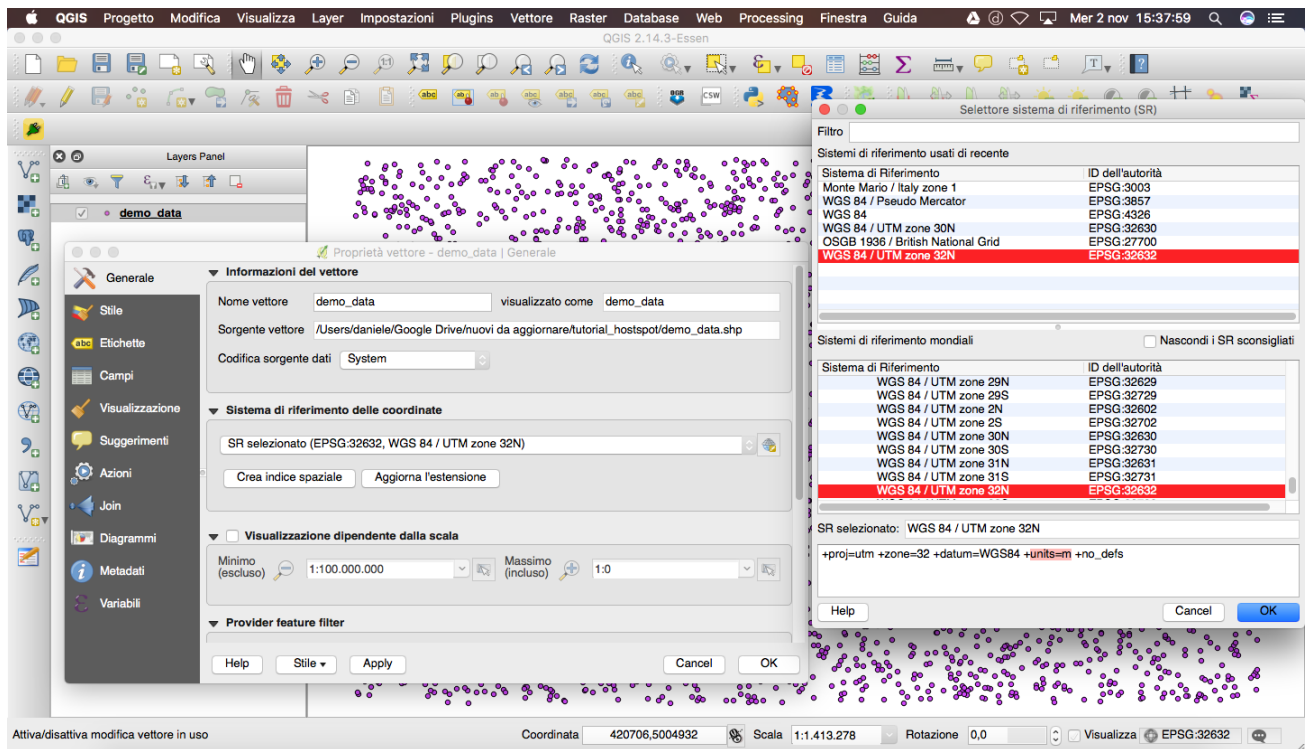 QGIS Progetto Modifica Visualizza Layer Impostazioni Plugins Vettore Raster Database Web Processing Finestra Guida Mer 2 nov 15:37:59
QGIS 2.14.3-Essen
Layers Panel
demo_data
Proprietà vettore - demo_data | Generale
Generale
Stile
Etichette
Campi
Visualizzazione
Suggerimenti
Azioni
Join
Diagrammi
Metadati
Variabili
Informazioni del vettore
Nome vettore demo_data visualizzato come demo_data
Sorgente vettore /Users/daniele/Google Drive/nuovi da aggiornare/tutorial_hostspot/demo_data.shp
Codifica sorgente dati System
Sistema di riferimento delle coordinate
SR selezionato (EPSG:32632, WGS 84 / UTM zone 32N)
Crea indice spaziale Aggiorna l'estensione
Visualizzazione dipendente dalla scala
Minimo (escluso) 1:100.000.000 Massimo (incluso) 1:0
Provider feature filter
Help Stile Apply Cancel OK
Selettore sistema di riferimento (SR)
Filtro
Sistemi di riferimento usati di recente
Sistema di Riferimento ID dell'autorità
Monte Mario / Italy zone 1 EPSG:3003
WGS 84 / Pseudo Mercator EPSG:3857
WGS 84 EPSG:4326
WGS 84 / UTM zone 30N EPSG:32630
OSGB 1936 / British National Grid EPSG:27700
WGS 84 / UTM zone 32N EPSG:32632
Sistemi di riferimento mondiali Nascondi i SR sconsigliati
Sistema di Riferimento ID dell'autorità
WGS 84 / UTM zone 29N EPSG:32629
WGS 84 / UTM zone 29S EPSG:32729
WGS 84 / UTM zone 2N EPSG:32602
WGS 84 / UTM zone 2S EPSG:32702
WGS 84 / UTM zone 30N EPSG:32630
WGS 84 / UTM zone 30S EPSG:32730
WGS 84 / UTM zone 31N EPSG:32631
WGS 84 / UTM zone 31S EPSG:32731
WGS 84 / UTM zone 32N EPSG:32632
SR selezionato: WGS 84 / UTM zone 32N
+proj=utm +zone=32 +datum=WGS84 +units=m +no_defs
Help Cancel OK
Attiva/disattiva modifica vettore in uso Coordinata 420706,5004932 Scala 1:1.413.278 Rotazione 0,0 Visualizza EPSG:32632